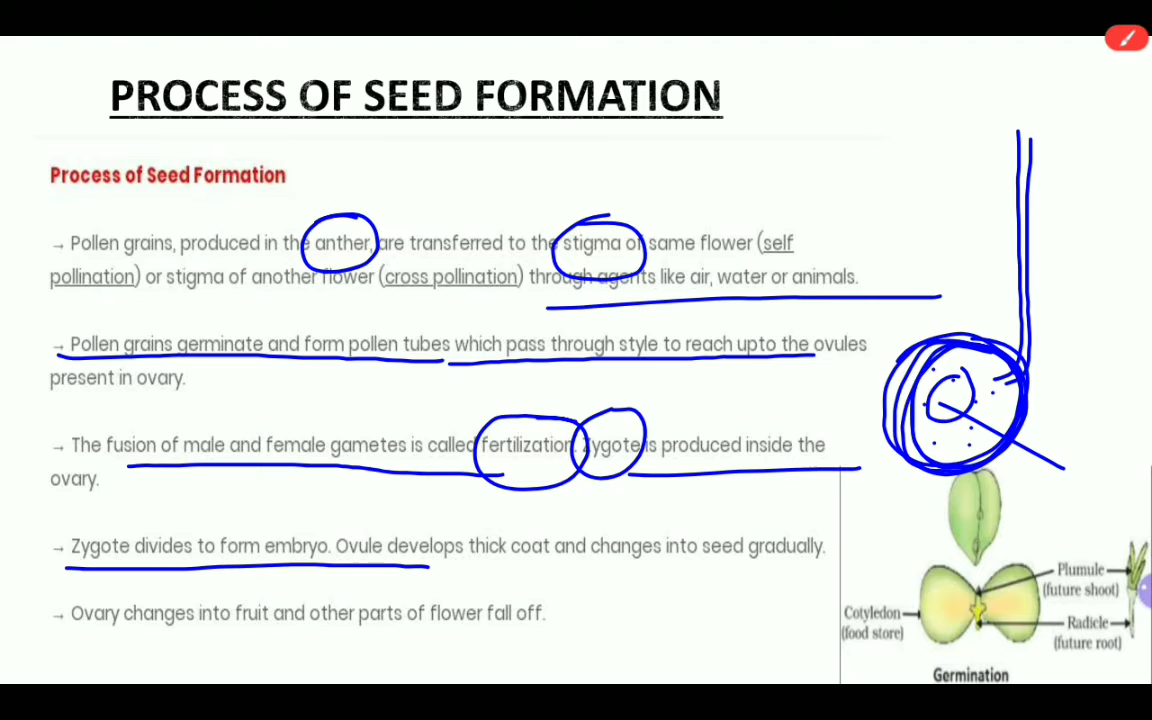 PROCESS OF SEED FORMATION
Process of Seed Formation
→ Pollen grains, produced in the anther, are transferred to the stigma of same flower (self
pollination) or stigma of another flower (cross pollination) through agents like air, water or animals.
→ Pollen grains germinate and form pollen tubes which pass through style to reach upto the ovules
present in ovary.
→ The fusion of male and female gametes is called fertilization. Zygote is produced inside the
ovary.
→ Zygote divides to form embryo. Ovule develops thick coat and changes into seed gradually.
→ Ovary changes into fruit and other parts of flower fall off.
Plumule
(future shoot)
Cotyledon
(food store)
Radicle
(future root)
Germination